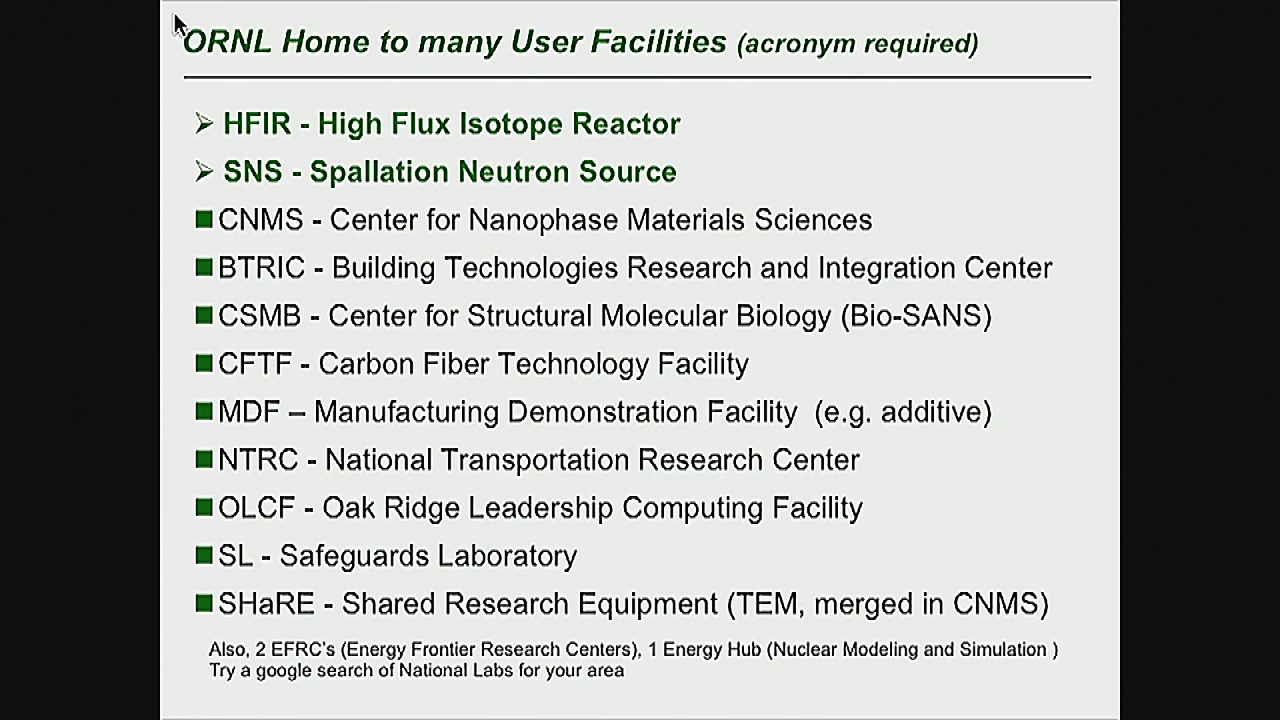 ORNL Home to many User Facilities (acronym required)
➢ HFIR - High Flux Isotope Reactor
➢ SNS - Spallation Neutron Source
■ CNMS - Center for Nanophase Materials Sciences
■ BTRIC - Building Technologies Research and Integration Center
■ CSMB - Center for Structural Molecular Biology (Bio-SANS)
■ CFTF - Carbon Fiber Technology Facility
■ MDF – Manufacturing Demonstration Facility (e.g. additive)
■ NTRC - National Transportation Research Center
■ OLCF - Oak Ridge Leadership Computing Facility
■ SL - Safeguards Laboratory
■ SHaRE - Shared Research Equipment (TEM, merged in CNMS)
Also, 2 EFRC's (Energy Frontier Research Centers), 1 Energy Hub (Nuclear Modeling and Simulation )
Try a google search of National Labs for your area